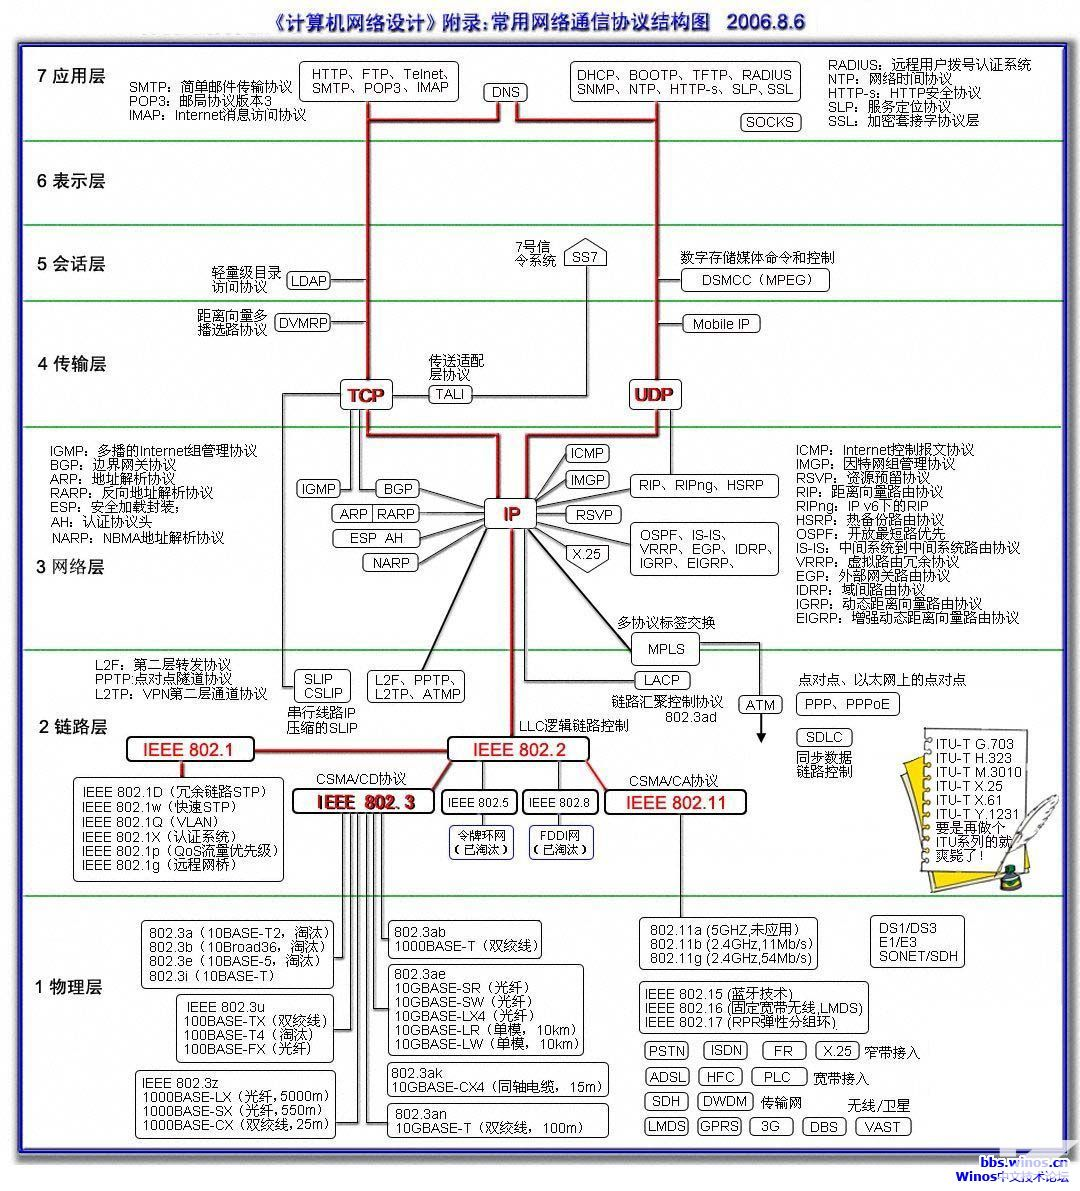 《计算机网络设计》附录:常用网络通信协议结构图 2006.8.6
7 应用层
SMTP：简单邮件传输协议
POP3：邮局协议版本3
IMAP：Internet消息访问协议
HTTP、FTP、Telnet、
SMTP、POP3、IMAP
DNS
DHCP、BOOTP、TFTP、RADIUS
SNMP、NTP、HTTP-s、SLP、SSL
SOCKS
RADIUS：远程用户拨号认证系统
NTP：网络时间协议
HTTP-s：HTTP安全协议
SLP：服务定位协议
SSL：加密套接字协议层
6 表示层
5 会话层
轻量级目录
访问协议
LDAP
7号信
令系统
SS7
数字存储媒体命令和控制
DSMCC（MPEG）
距离向量多
播选路协议
DVMRP
Mobile IP
4 传输层
传送适配
层协议
TCP
TALI
UDP
IGMP：多播的Internet组管理协议
BGP：边界网关协议
ARP：地址解析协议
RARP：反向地址解析协议
ESP：安全加载封装；
AH：认证协议头
NARP：NBMA地址解析协议
3 网络层
IGMP
BGP
ARP
RARP
ESP AH
NARP
IP
ICMP
IMGP
RSVP
X.25
RIP、RIPng、HSRP
OSPF、IS-IS、
VRRP、EGP、IDRP、
IGRP、EIGRP、
ICMP：Internet控制报文协议
IMGP：因特网组管理协议
RSVP：资源预留协议
RIP：距离向量路由协议
RIPng：IP v6下的RIP
HSRP：热备份路由协议
OSPF：开放最短路优先
IS-IS：中间系统到中间系统路由协议
VRRP：虚拟路由冗余协议
EGP：外部网关路由协议
IDRP：域间路由协议
IGRP：动态距离向量路由协议
EIGRP：增强动态距离向量路由协议
多协议标签交换
MPLS
L2F：第二层转发协议
PPTP:点对点隧道协议
L2TP：VPN第二层通道协议
SLIP
CSLIP
串行线路IP
压缩的SLIP
L2F、PPTP、
L2TP、ATMP
LACP
链路汇聚控制协议
802.3ad
ATM
点对点、以太网上的点对点
PPP、PPPoE
SDLC
同步数据
链路控制
2 链路层
LLC逻辑链路控制
IEEE 802.1
IEEE 802.2
CSMA/CD协议
CSMA/CA协议
IEEE 802.3
IEEE 802.5
IEEE 802.8
IEEE 802.11
令牌环网
（已淘汰）
FDDI网
（已淘汰）
IEEE 802.1D（冗余链路STP）
IEEE 802.1w（快速STP）
IEEE 802.1Q（VLAN）
IEEE 802.1X（认证系统）
IEEE 802.1p（QoS流量优先级）
IEEE 802.1g（远程网桥）
ITU-T G.703
ITU-T H.323
ITU-T M.3010
ITU-T X.25
ITU-T X.61
ITU-T Y.1231
要是再做个
ITU系列的就
爽毙了！
1 物理层
802.3a（10BASE-T2，淘汰）
802.3b（10Broad36，淘汰）
802.3e（10BASE-5，淘汰）
802.3i（10BASE-T）
IEEE 802.3u
100BASE-TX（双绞线）
100BASE-T4（淘汰）
100BASE-FX（光纤）
IEEE 802.3z
1000BASE-LX（光纤,5000m）
1000BASE-SX（光纤,550m）
1000BASE-CX（双绞线,25m）
802.3ab
1000BASE-T（双绞线）
802.3ae
10GBASE-SR（光纤）
10GBASE-SW（光纤）
10GBASE-LX4（光纤）
10GBASE-LR（单模，10km）
10GBASE-LW（单模，10km）
802.3ak
10GBASE-CX4（同轴电缆，15m）
802.3an
10GBASE-T（双绞线，100m）
802.11a (5GHZ,未应用)
802.11b (2.4GHz,11Mb/s)
802.11g (2.4GHz,54Mb/s)
DS1/DS3
E1/E3
SONET/SDH
IEEE 802.15 (蓝牙技术)
IEEE 802.16 (固定宽带无线,LMDS)
IEEE 802.17 (RPR弹性分组环)
PSTN
ISDN
FR
X.25
窄带接入
ADSL
HFC
PLC
宽带接入
SDH
DWDM
传输网
无线/卫星
LMDS
GPRS
3G
DBS
VAST
bbs.winos.cn
Winos中文技术论坛